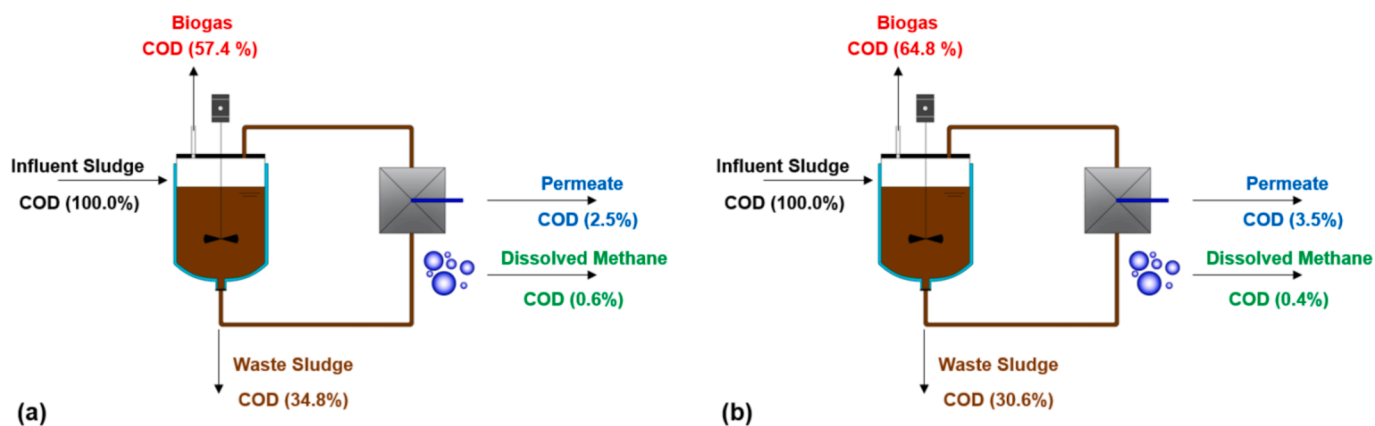 Biogas
COD (57.4 %)
Influent Sludge
COD (100.0%)
Permeate
COD (2.5%)
Dissolved Methane
COD (0.6%)
Waste Sludge
COD (34.8%)
(a)
Biogas
COD (64.8 %)
Influent Sludge
COD (100.0%)
Permeate
COD (3.5%)
Dissolved Methane
COD (0.4%)
Waste Sludge
COD (30.6%)
(b)